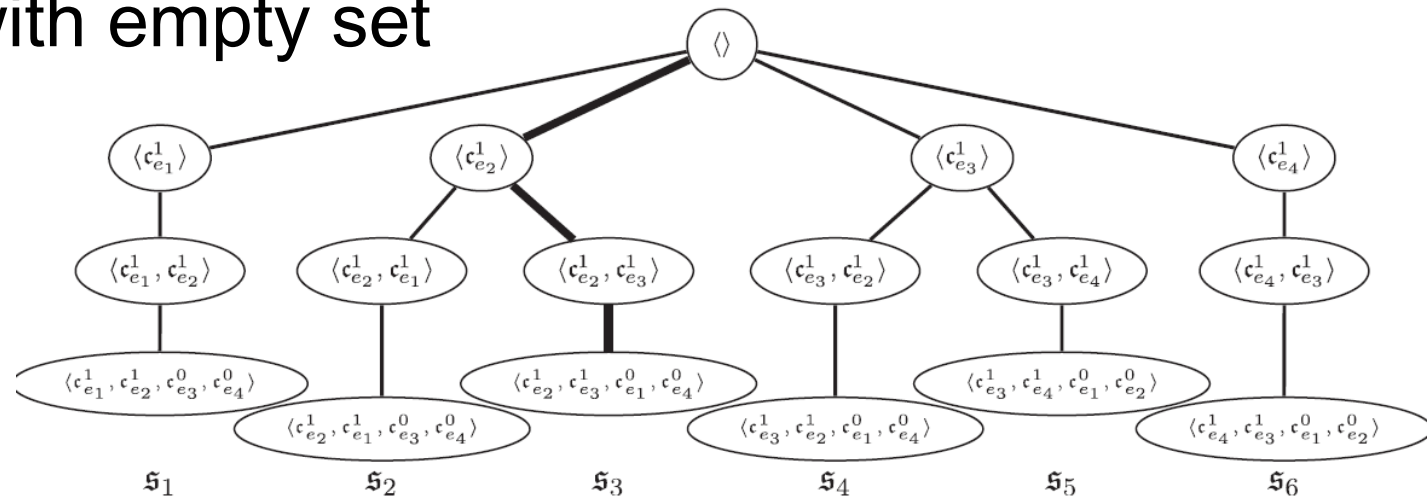 with empty set
⟨⟩
⟨𝔠¹ₑ₁⟩ ⟨𝔠¹ₑ₂⟩ ⟨𝔠¹ₑ₃⟩ ⟨𝔠¹ₑ₄⟩
⟨𝔠¹ₑ₁, 𝔠¹ₑ₂⟩ ⟨𝔠¹ₑ₂, 𝔠¹ₑ₁⟩ ⟨𝔠¹ₑ₂, 𝔠¹ₑ₃⟩ ⟨𝔠¹ₑ₃, 𝔠¹ₑ₂⟩ ⟨𝔠¹ₑ₃, 𝔠¹ₑ₄⟩ ⟨𝔠¹ₑ₄, 𝔠¹ₑ₃⟩
⟨𝔠¹ₑ₁, 𝔠¹ₑ₂, 𝔠⁰ₑ₃, 𝔠⁰ₑ₄⟩ ⟨𝔠¹ₑ₂, 𝔠¹ₑ₃, 𝔠⁰ₑ₁, 𝔠⁰ₑ₄⟩ ⟨𝔠¹ₑ₃, 𝔠¹ₑ₄, 𝔠⁰ₑ₁, 𝔠⁰ₑ₂⟩
⟨𝔠¹ₑ₂, 𝔠¹ₑ₁, 𝔠⁰ₑ₃, 𝔠⁰ₑ₄⟩ ⟨𝔠¹ₑ₃, 𝔠¹ₑ₂, 𝔠⁰ₑ₁, 𝔠⁰ₑ₄⟩ ⟨𝔠¹ₑ₄, 𝔠¹ₑ₃, 𝔠⁰ₑ₁, 𝔠⁰ₑ₂⟩
𝔰₁ 𝔰₂ 𝔰₃ 𝔰₄ 𝔰₅ 𝔰₆